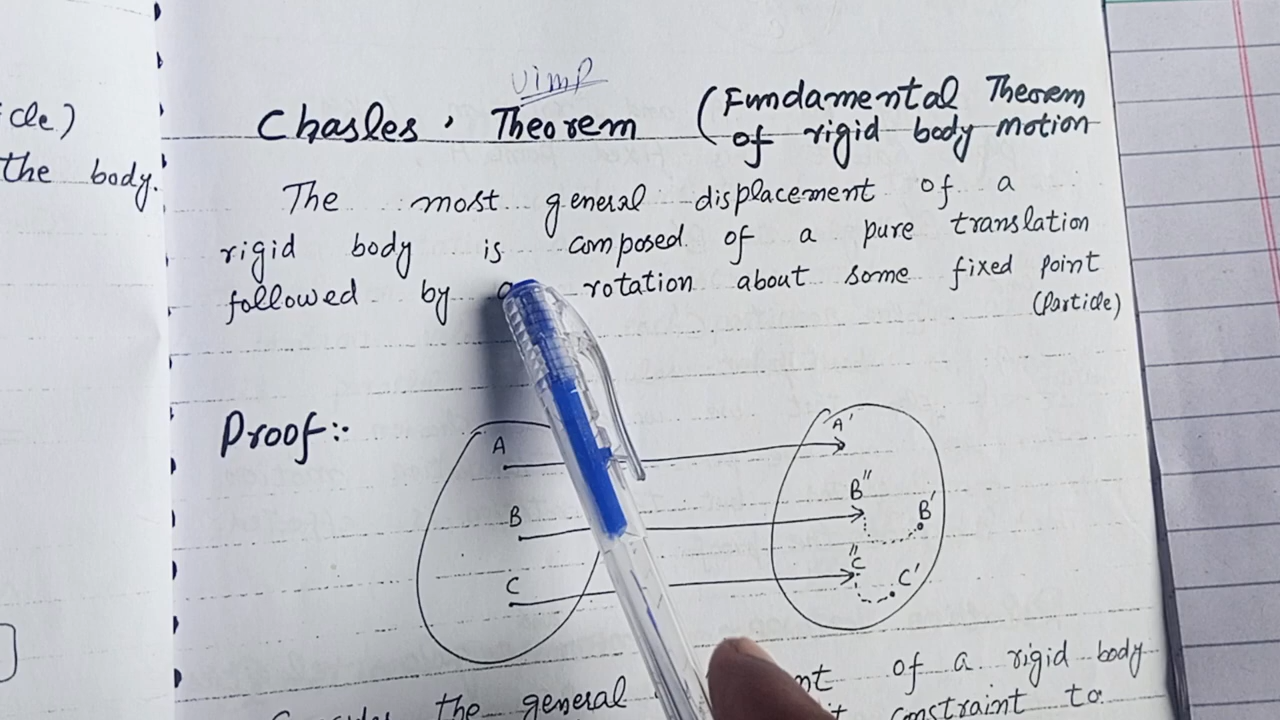 cle)
the body.
VImp
Chasles' Theorem (Fundamental Theorem
of rigid body motion
The most general displacement of a
rigid body is composed of a pure translation
followed by a rotation about some fixed point
(Particle)
Proof:-
A
B
C
A'
B''
B'
C''
C'
the general of a rigid body
constraint to